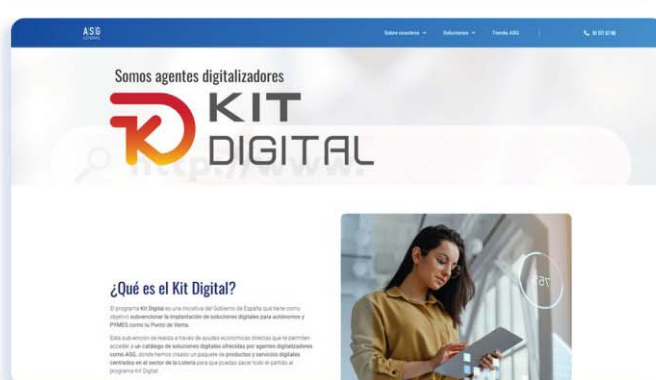 ASG
Sobre nosotros Soluciones Tienda ASG
Somos agentes digitalizadores
KIT
DIGITAL
http://www.
¿Qué es el Kit Digital?
El programa Kit Digital es una iniciativa del Gobierno de España que tiene como
objetivo subvencionar la implantación de soluciones digitales para autónomos y
PYMES como tu Punto de Venta.
Esta subvención se realiza a través de ayudas económicas directas que te permiten
acceder a un catálogo de soluciones digitales ofrecidas por agentes digitalizadores
como ASG, donde hemos creado un paquete de productos y servicios digitales
centrados en el sector de la Lotería para que puedas sacar todo el partido al
programa Kit Digital.